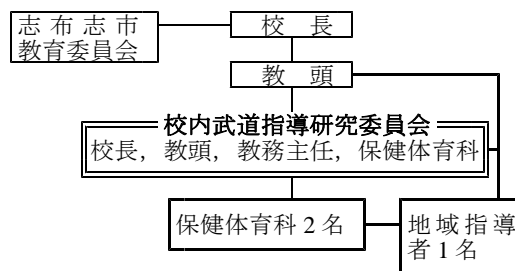 志布志市
教育委員会
校長
教頭
校内武道指導研究委員会
校長，教頭，教務主任，保健体育科
保健体育科２名
地域指導
者１名